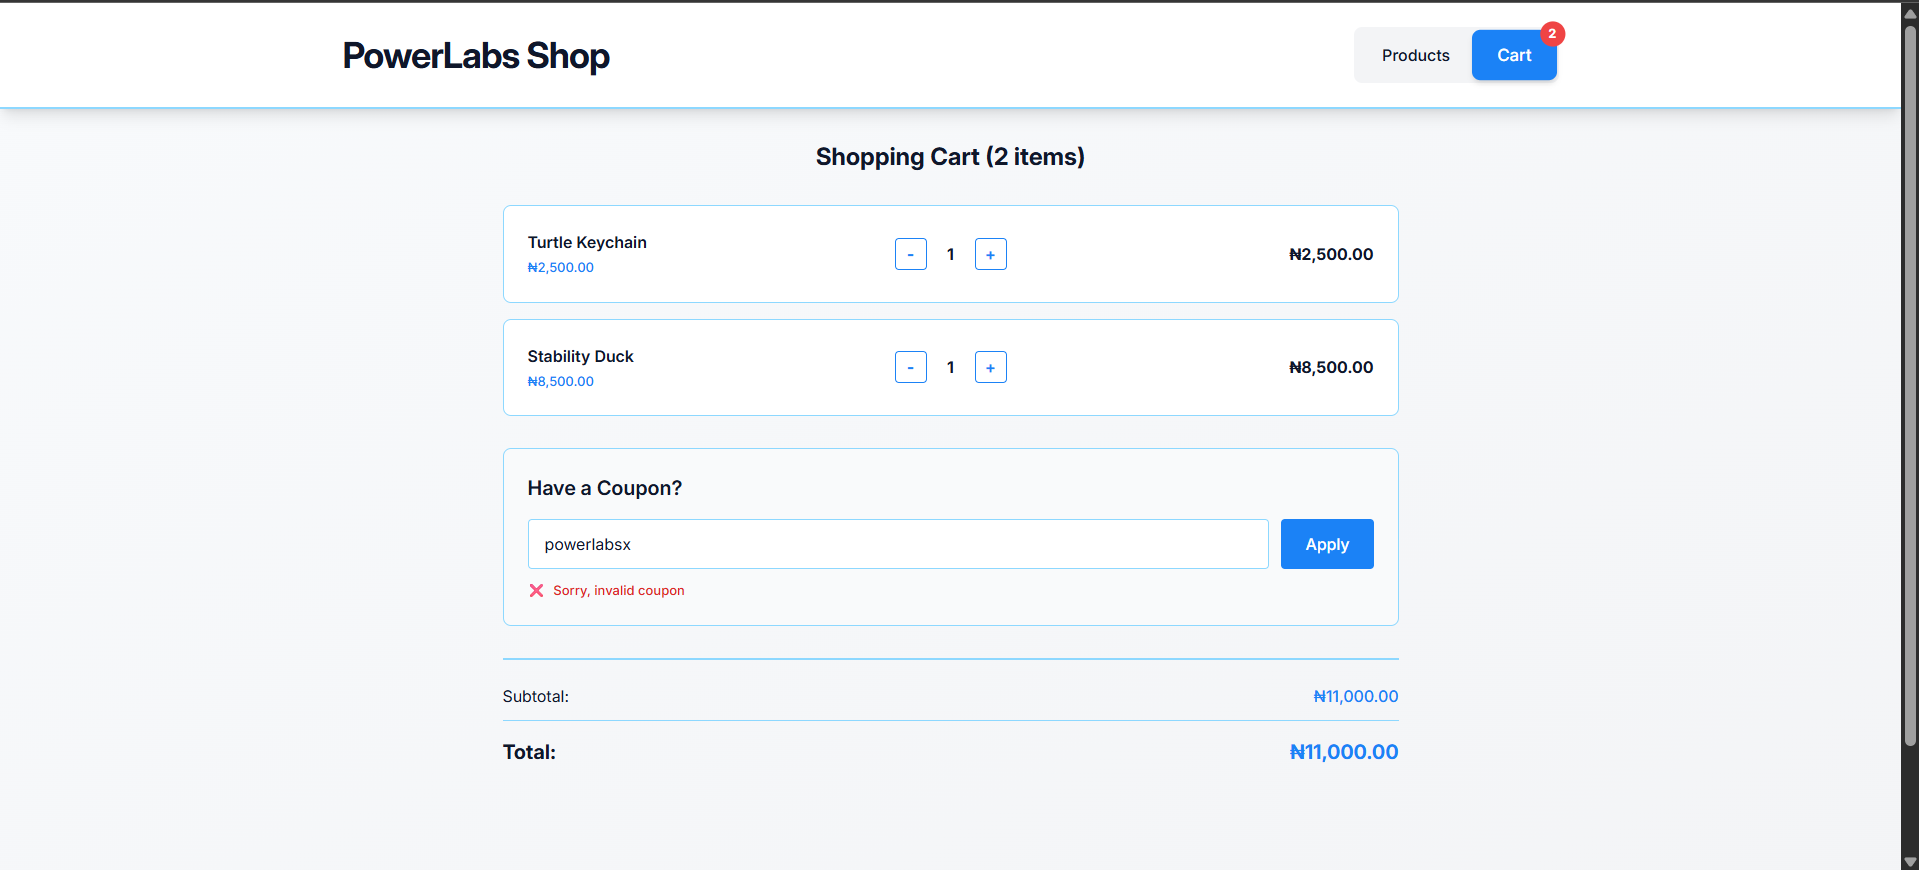 PowerLabs Shop
Products
Cart
2
Shopping Cart (2 items)
Turtle Keychain
₦2,500.00
-
1
+
₦2,500.00
Stability Duck
₦8,500.00
-
1
+
₦8,500.00
Have a Coupon?
powerlabsx
Apply
❌ Sorry, invalid coupon
Subtotal:
₦11,000.00
Total:
₦11,000.00